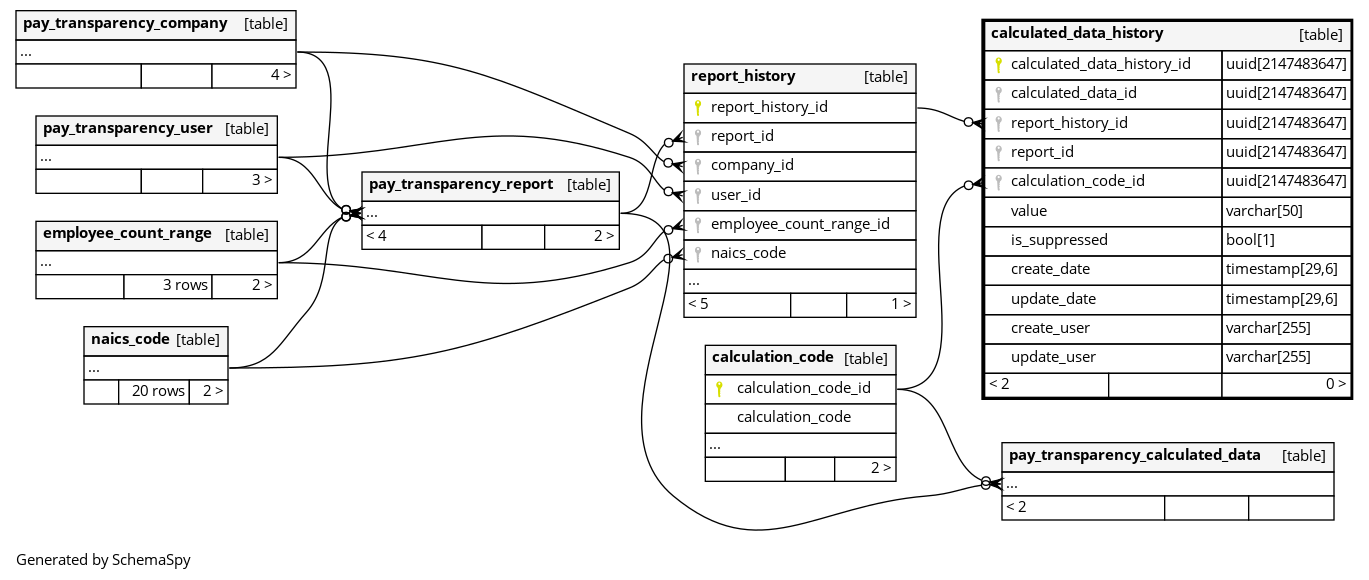 pay_transparency_company [table]
...
4 >
pay_transparency_user [table]
...
3 >
employee_count_range [table]
...
3 rows 2 >
naics_code [table]
...
20 rows 2 >
pay_transparency_report [table]
...
< 4 2 >
report_history [table]
report_history_id
report_id
company_id
user_id
employee_count_range_id
naics_code
...
< 5 1 >
calculation_code [table]
calculation_code_id
calculation_code
...
2 >
calculated_data_history [table]
calculated_data_history_id uuid[2147483647]
calculated_data_id uuid[2147483647]
report_history_id uuid[2147483647]
report_id uuid[2147483647]
calculation_code_id uuid[2147483647]
value varchar[50]
is_suppressed bool[1]
create_date timestamp[29,6]
update_date timestamp[29,6]
create_user varchar[255]
update_user varchar[255]
< 2 0 >
pay_transparency_calculated_data [table]
...
< 2
Generated by SchemaSpy